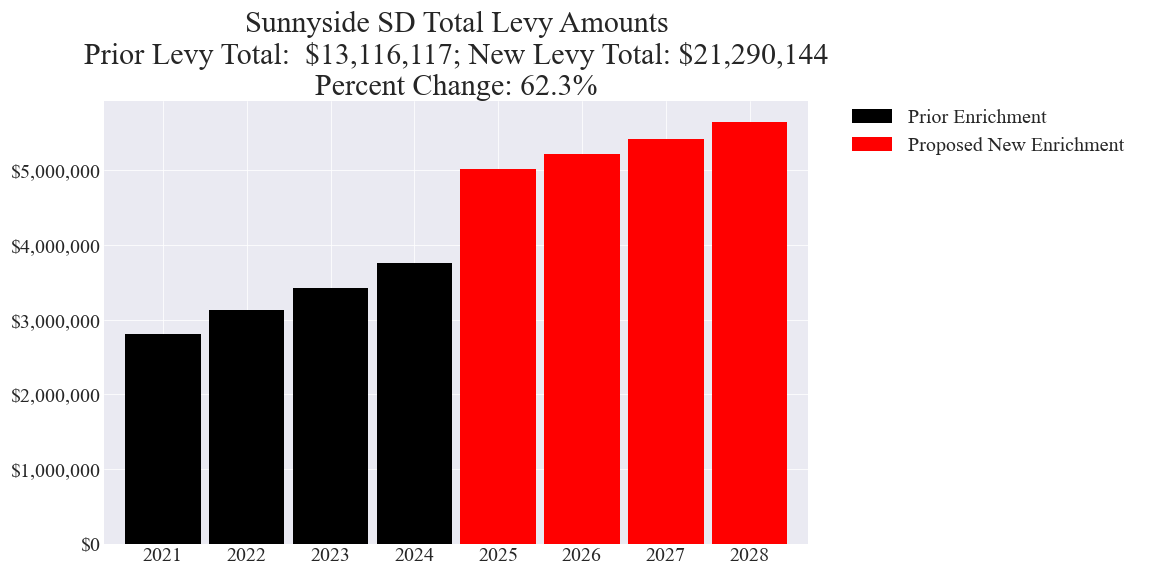 Sunnyside SD Total Levy Amounts
Prior Levy Total:  $13,116,117; New Levy Total: $21,290,144
Percent Change: 62.3%
Prior Enrichment
Proposed New Enrichment
$5,000,000
$4,000,000
$3,000,000
$2,000,000
$1,000,000
$0
2021 2022 2023 2024 2025 2026 2027 2028